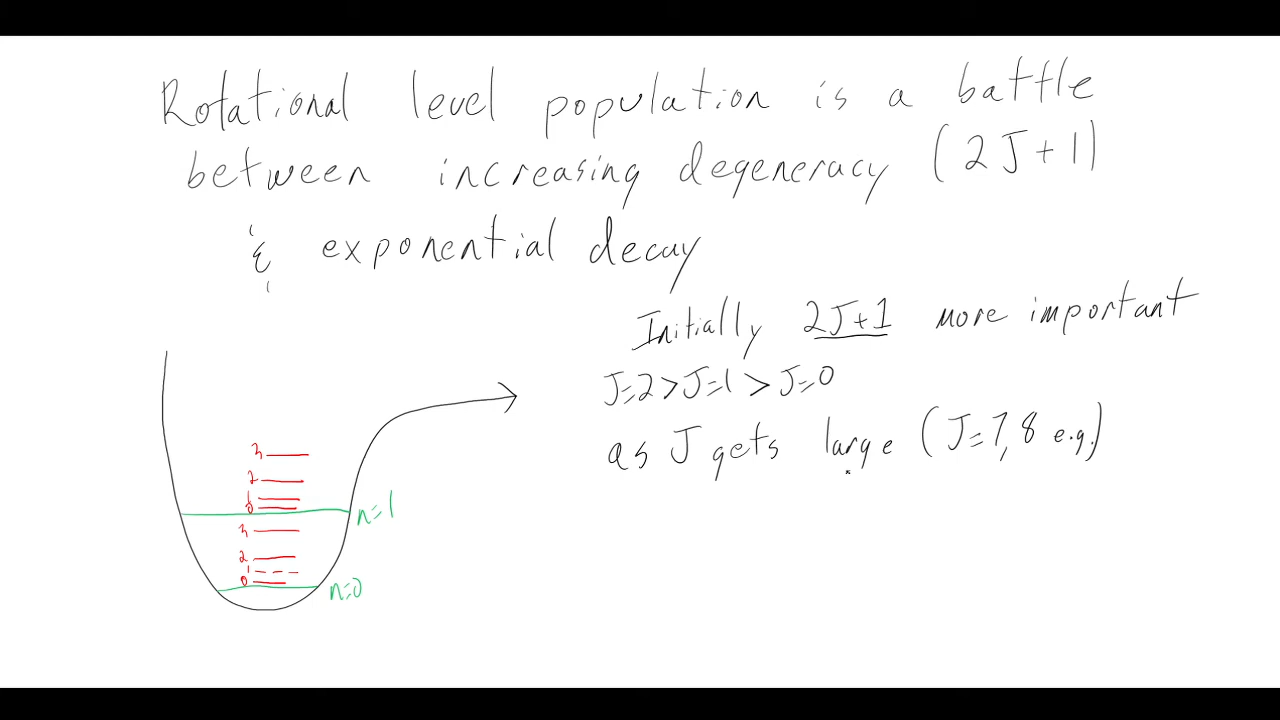 Rotational level population is a battle
between increasing degeneracy (2J+1)
& exponential decay
Initially 2J+1 more important
J=2>J=1>J=0
as J gets large (J=7,8 e.g.)
3
2
1
0
n=1
3
2
1
0
n=0